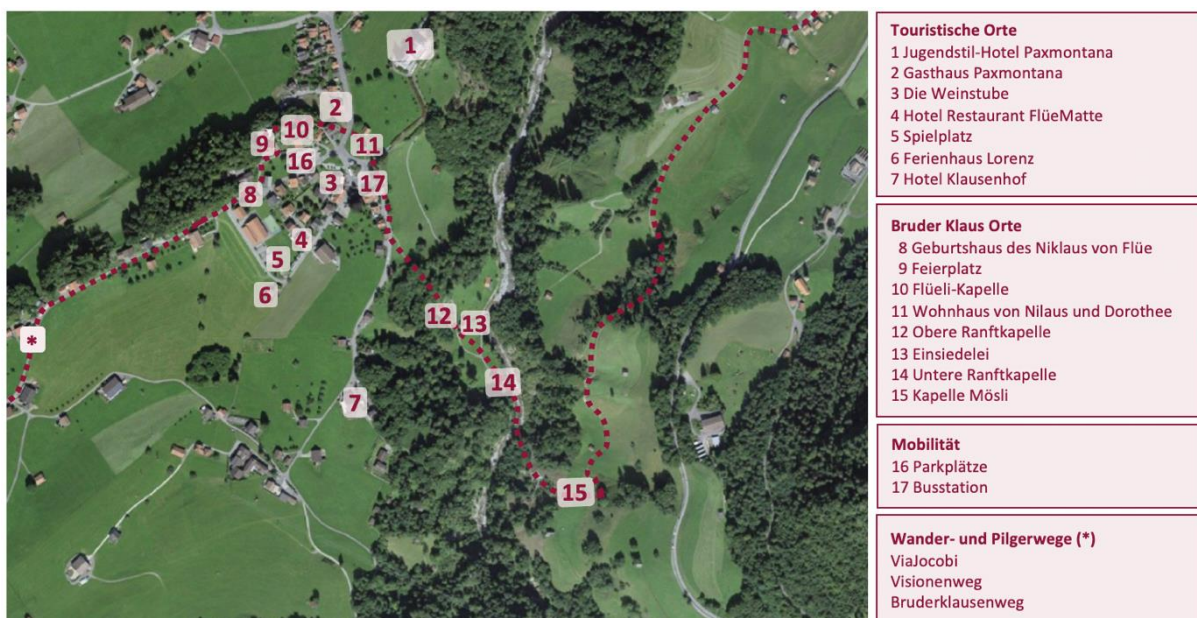 1
2
10
11
9
16
3
17
8
4
5
6
*
12
13
14
7
15
Touristische Orte
1 Jugendstil-Hotel Paxmontana
2 Gasthaus Paxmontana
3 Die Weinstube
4 Hotel Restaurant FlüeMatte
5 Spielplatz
6 Ferienhaus Lorenz
7 Hotel Klausenhof
Bruder Klaus Orte
8 Geburtshaus des Niklaus von Flüe
9 Feierplatz
10 Flüeli-Kapelle
11 Wohnhaus von Nilaus und Dorothee
12 Obere Ranftkapelle
13 Einsiedelei
14 Untere Ranftkapelle
15 Kapelle Mösli
Mobilität
16 Parkplätze
17 Busstation
Wander- und Pilgerwege (*)
ViaJocobi
Visionenweg
Bruderklausenweg